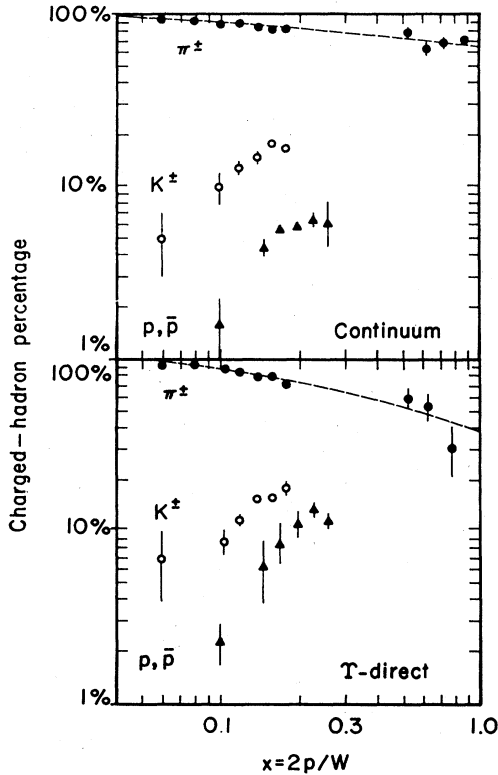 100%
π±
10%
K±
p, p̄
Continuum
1%
100%
π±
K±
10%
p, p̄
ϒ-direct
1%
0.1 0.3 1.0
x=2p/W
Charged-hadron percentage